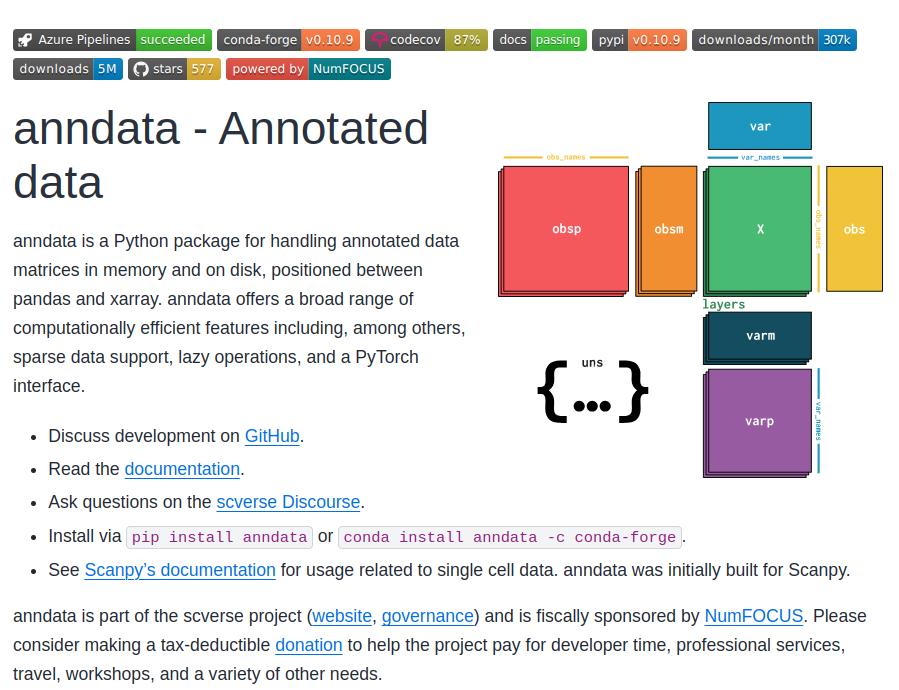 Azure Pipelines succeeded conda-forge v0.10.9 codecov 87% docs passing pypi v0.10.9 downloads/month 307k
downloads 5M stars 577 powered by NumFOCUS
anndata - Annotated
data
anndata is a Python package for handling annotated data
matrices in memory and on disk, positioned between
pandas and xarray. anndata offers a broad range of
computationally efficient features including, among others,
sparse data support, lazy operations, and a PyTorch
interface.
var
obs_names
var_names
obsp
obsm
X
obs_names
obs
layers
varm
uns
{...}
varp
var_names
• Discuss development on GitHub.
• Read the documentation.
• Ask questions on the scverse Discourse.
• Install via pip install anndata or conda install anndata -c conda-forge.
• See Scanpy’s documentation for usage related to single cell data. anndata was initially built for Scanpy.
anndata is part of the scverse project (website, governance) and is fiscally sponsored by NumFOCUS. Please
consider making a tax-deductible donation to help the project pay for developer time, professional services,
travel, workshops, and a variety of other needs.